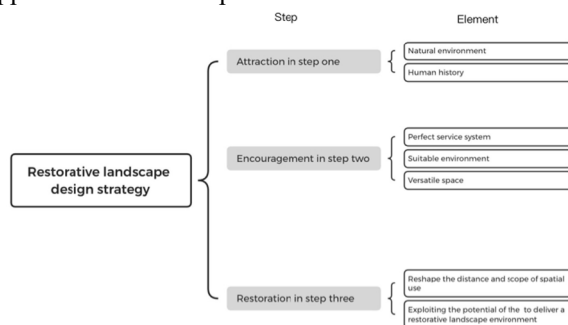 Step
Element
Attraction in step one
Natural environment
Human history
Restorative landscape
design strategy
Encouragement in step two
Perfect service system
Suitable environment
Versatile space
Restoration in step three
Reshape the distance and scope of spatial
use
Exploiting the potential of the to deliver a
restorative landscape environment